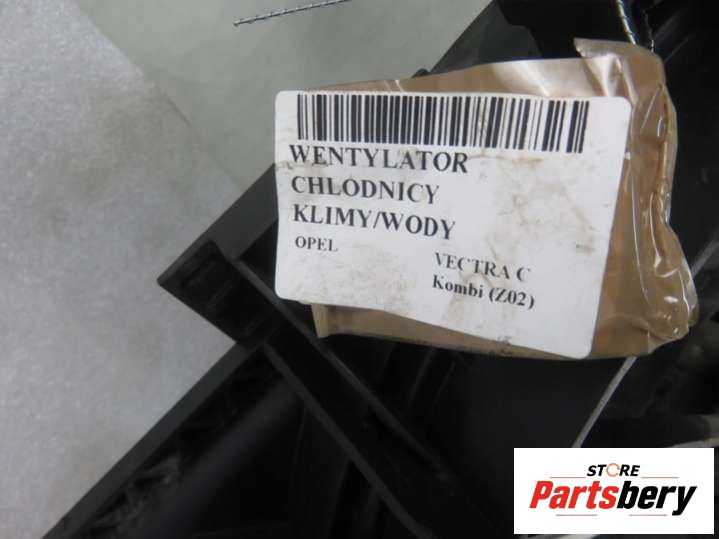 WENTYLATOR
CHLODNICY
KLIMY/WODY
OPEL
VECTRA C
Kombi (Z02)
STORE
Partsbery